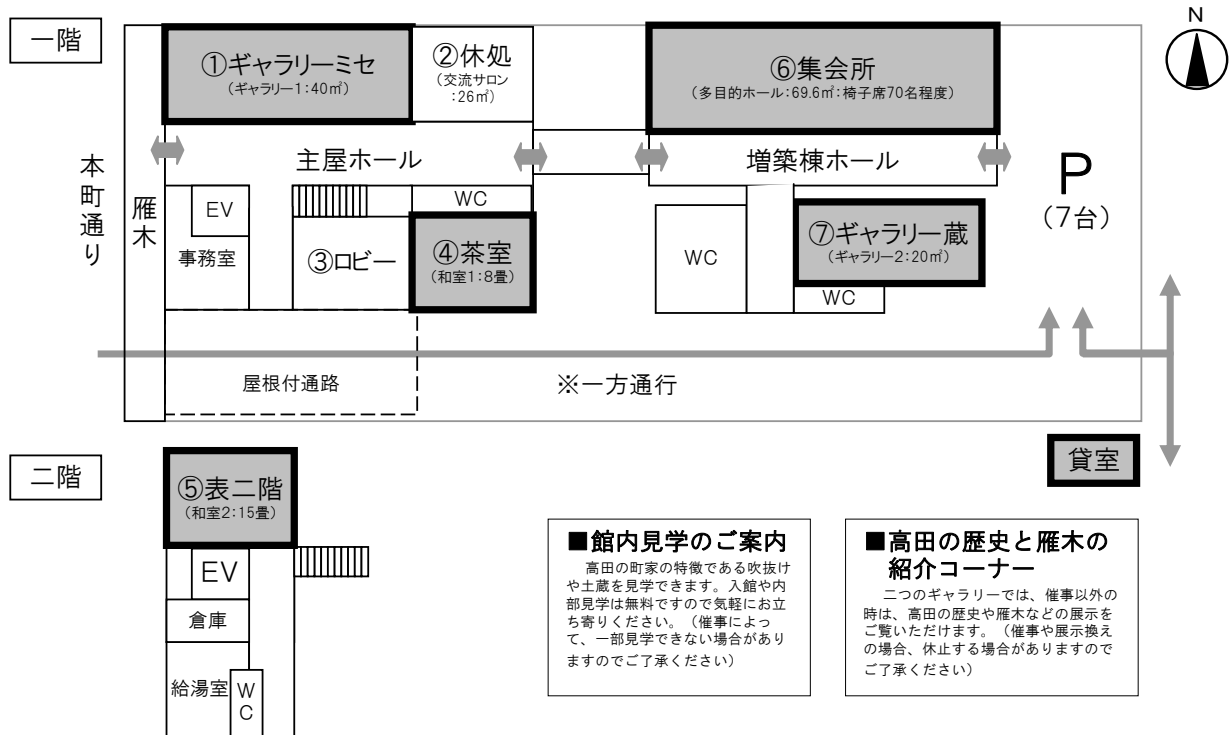 一階
N
①ギャラリーミセ
(ギャラリー1:40㎡)
②休処
(交流サロン
:26㎡)
⑥集会所
(多目的ホール:69.6㎡:椅子席70名程度)
本町通り
雁木
主屋ホール
増築棟ホール
P
(7台)
EV
事務室
③ロビー
WC
④茶室
(和室1:8畳)
WC
⑦ギャラリー蔵
(ギャラリー2:20㎡)
WC
屋根付通路
※一方通行
貸室
二階
⑤表二階
(和室2:15畳)
EV
倉庫
給湯室
WC
■館内見学のご案内
高田の町家の特徴である吹抜け
や土蔵を見学できます。入館や内
部見学は無料ですので気軽にお立
ち寄りください。（催事によっ
て、一部見学できない場合があり
ますのでご了承ください）
■高田の歴史と雁木の
紹介コーナー
二つのギャラリーでは、催事以外の
時は、高田の歴史や雁木などの展示を
ご覧いただけます。（催事や展示換え
の場合、休止する場合がありますので
ご了承ください）